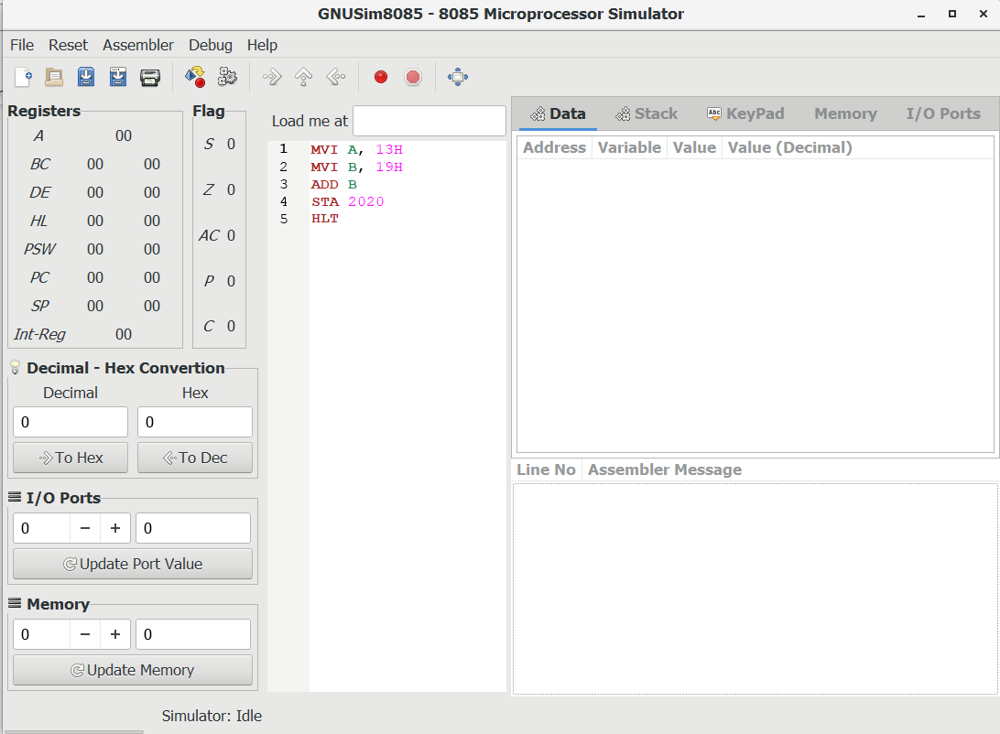 GNUSim8085 - 8085 Microprocessor Simulator
File Reset Assembler Debug Help
Registers
A 00
BC 00 00
DE 00 00
HL 00 00
PSW 00 00
PC 00 00
SP 00 00
Int-Reg 00
Flag
S 0
Z 0
AC 0
P 0
C 0
Decimal - Hex Convertion
Decimal Hex
0 0
To Hex To Dec
I/O Ports
0 − + 0
Update Port Value
Memory
0 − + 0
Update Memory
Load me at
1 MVI A, 13H
2 MVI B, 19H
3 ADD B
4 STA 2020
5 HLT
Data Stack Abc KeyPad Memory I/O Ports
Address Variable Value Value (Decimal)
Line No Assembler Message
Simulator: Idle